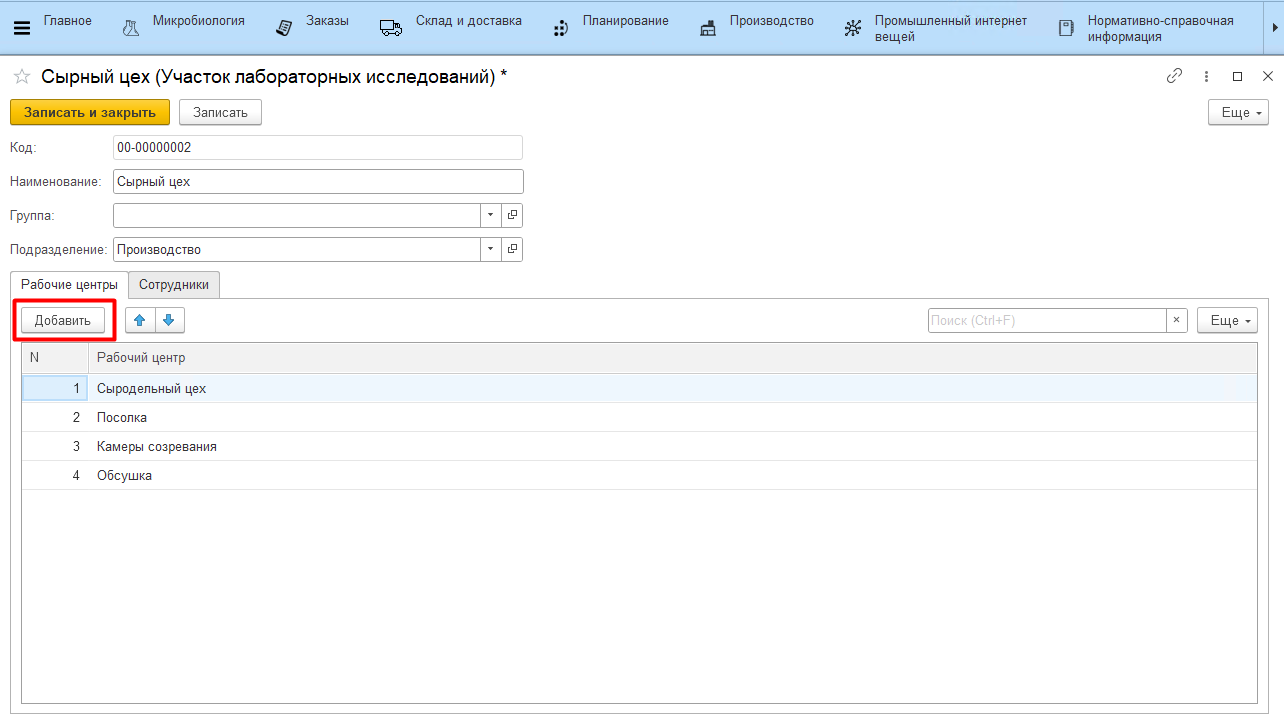 Главное
Микробиология
Заказы
Склад и доставка
Планирование
Производство
Промышленный интернет
вещей
Нормативно-справочная
информация
Сырный цех (Участок лабораторных исследований) *
Записать и закрыть
Записать
Еще
Код:
00-00000002
Наименование:
Сырный цех
Группа:
Подразделение:
Производство
Рабочие центры
Сотрудники
Добавить
Поиск (Ctrl+F)
×
Еще
N
Рабочий центр
1 Сыродельный цех
2 Посолка
3 Камеры созревания
4 Обсушка